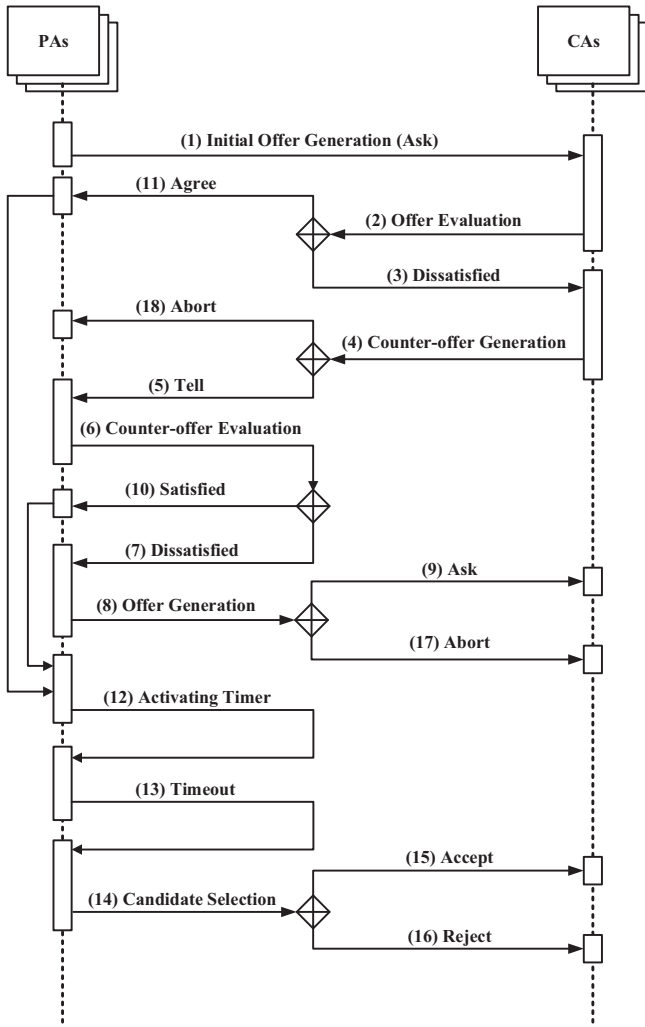 PAs
CAs
(1) Initial Offer Generation (Ask)
(11) Agree
(2) Offer Evaluation
(3) Dissatisfied
(18) Abort
(4) Counter-offer Generation
(5) Tell
(6) Counter-offer Evaluation
(10) Satisfied
(7) Dissatisfied
(9) Ask
(8) Offer Generation
(17) Abort
(12) Activating Timer
(13) Timeout
(15) Accept
(14) Candidate Selection
(16) Reject